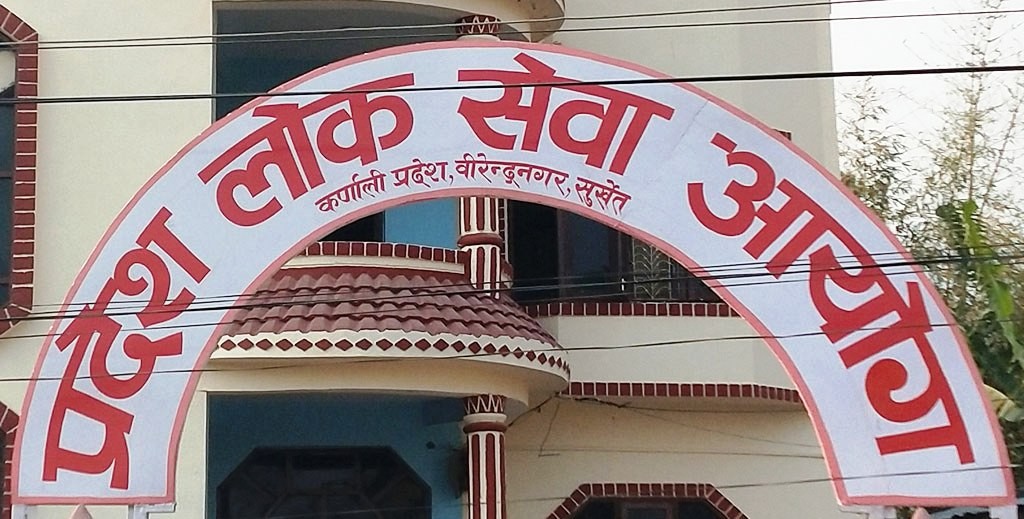 प्रदेश लोक सेवा आयोग
कर्णाली प्रदेश, वीरेन्द्रनगर, सुर्खेत